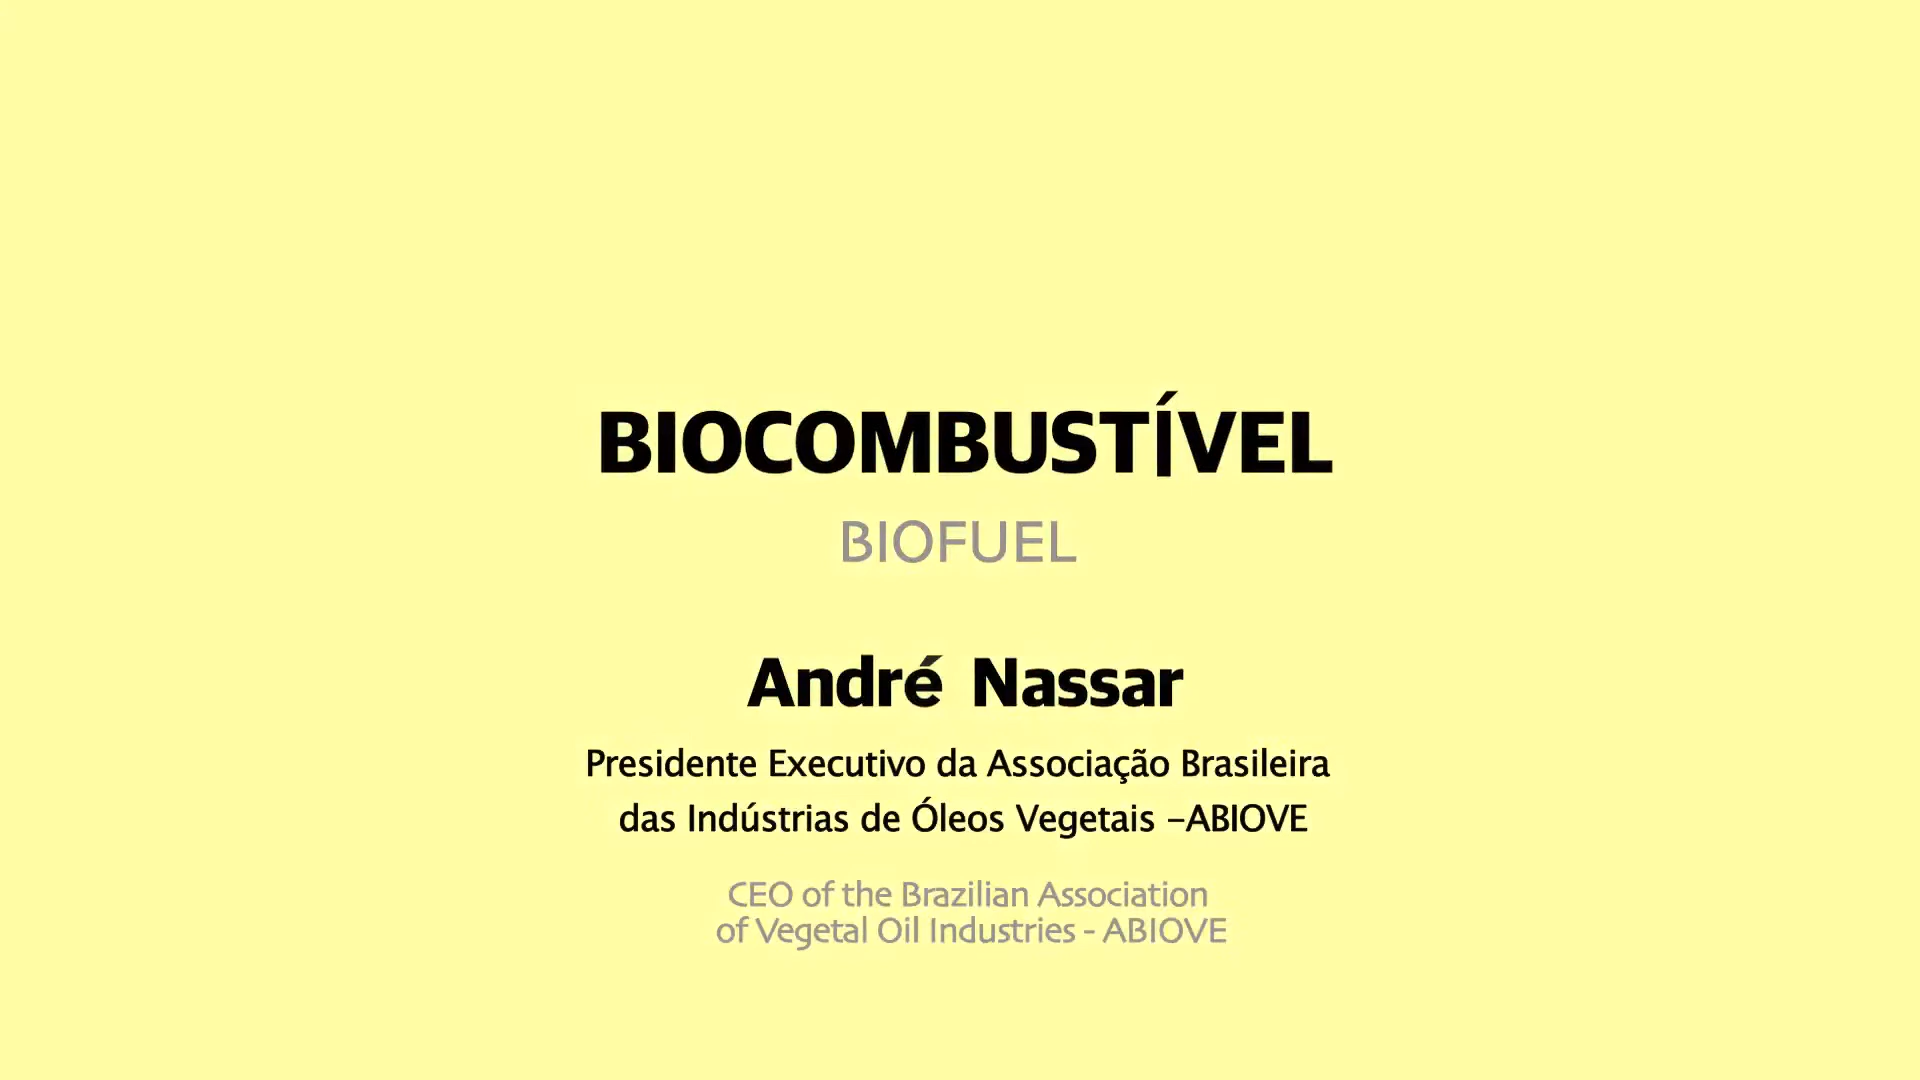 BIOCOMBUSTÍVEL
BIOFUEL
André Nassar
Presidente Executivo da Associação Brasileira
das Indústrias de Óleos Vegetais –ABIOVE
CEO of the Brazilian Association
of Vegetal Oil Industries - ABIOVE